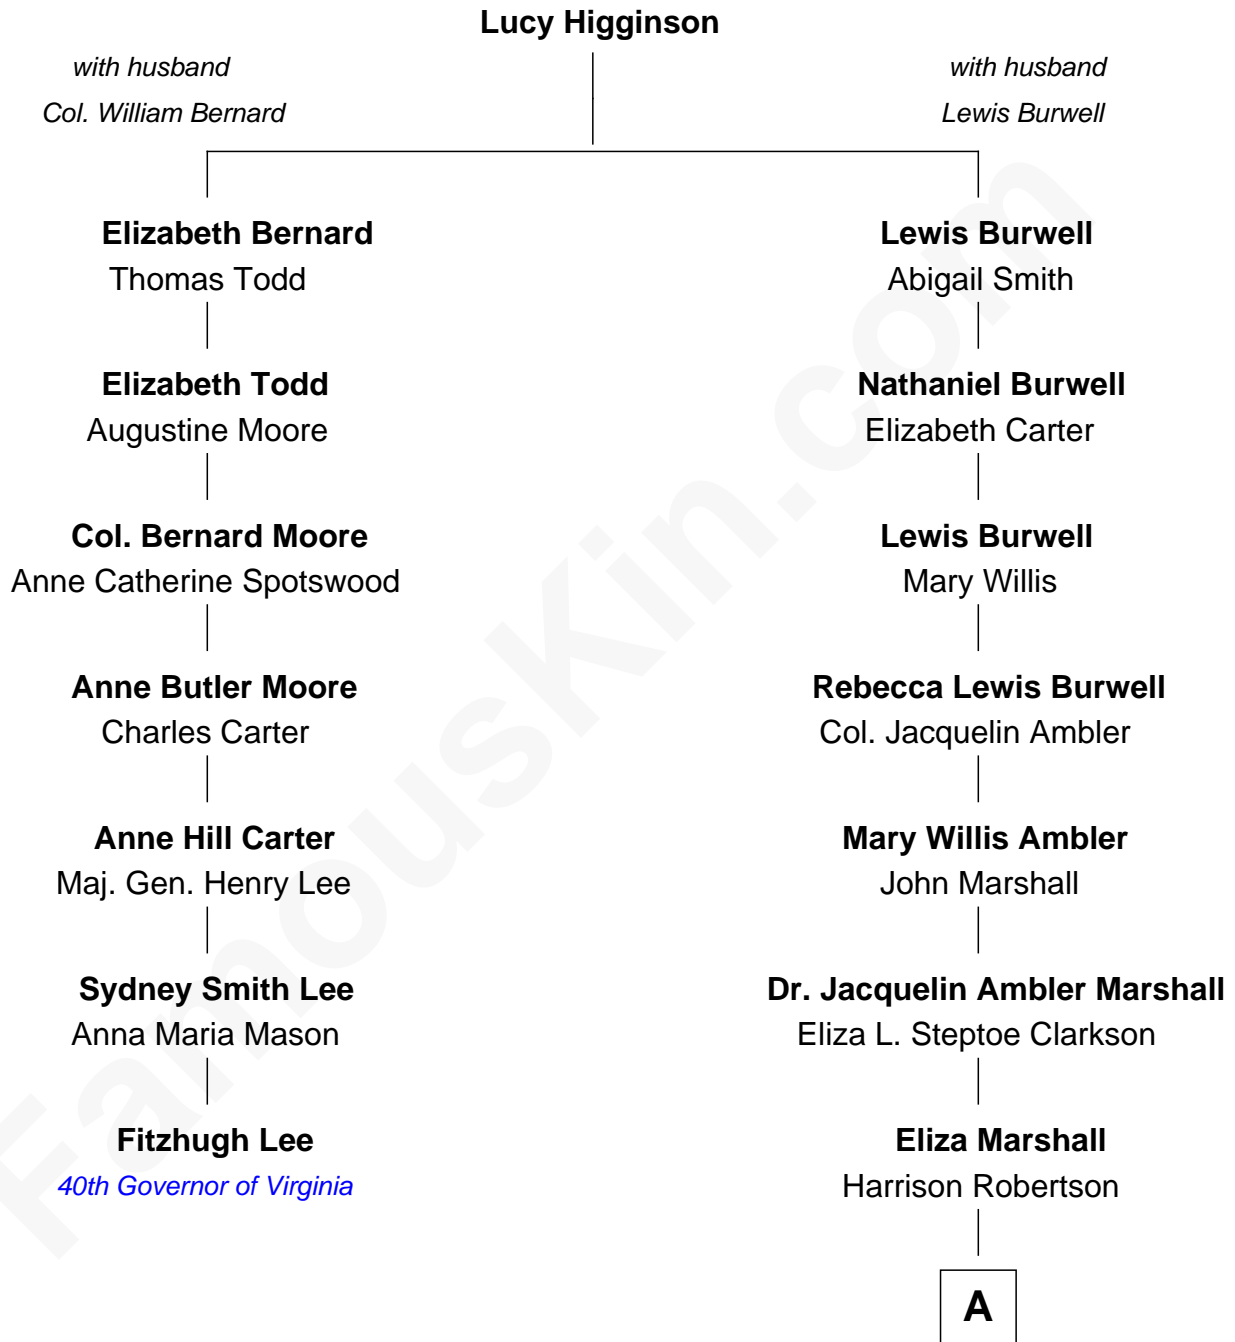 Lucy Higginson
with husband
Col. William Bernard
with husband
Lewis Burwell
Elizabeth Bernard
Thomas Todd
Lewis Burwell
Abigail Smith
Elizabeth Todd
Augustine Moore
Nathaniel Burwell
Elizabeth Carter
Col. Bernard Moore
Anne Catherine Spotswood
Lewis Burwell
Mary Willis
Anne Butler Moore
Charles Carter
Rebecca Lewis Burwell
Col. Jacquelin Ambler
Anne Hill Carter
Maj. Gen. Henry Lee
Mary Willis Ambler
John Marshall
Sydney Smith Lee
Anna Maria Mason
Dr. Jacquelin Ambler Marshall
Eliza L. Steptoe Clarkson
Fitzhugh Lee
40th Governor of Virginia
Eliza Marshall
Harrison Robertson
A
FamousKin.com